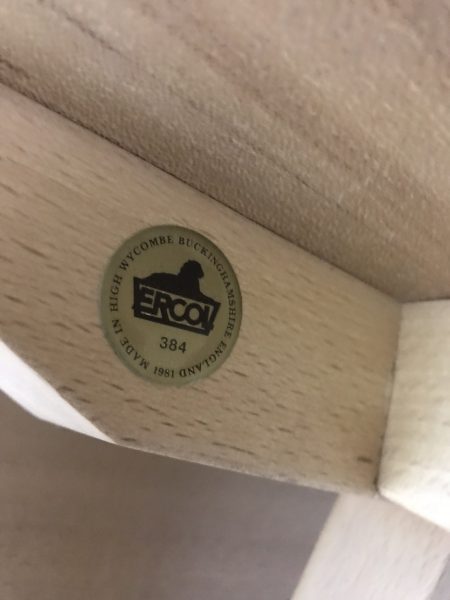 MADE IN HIGH WYCOMBE BUCKINGHAMSHIRE ENGLAND 1981
ERCOL
384